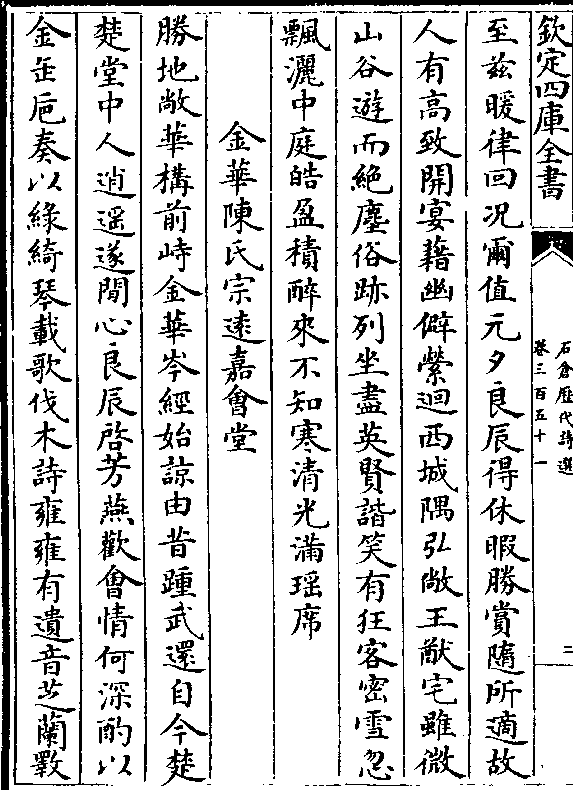 欽定四庫全書
石倉歴代詩選
卷三百五十一
二
至兹暖律回况爾值元夕良辰得休暇勝賞隨所適故
人有高致開宴藉幽僻縈迴西城隅弘敞王猷宅雖微
山谷遊而絶塵俗跡列坐盡英賢諧笑有狂客密雪忽
飄灑中庭皓盈積醉來不知寒清光滿瑶席
金華陳氏宗逺嘉會堂
勝地敞華構前峙金華岑經始諒由昔踵武還自今楚
楚堂中人逍遥遂閒心良辰啓芳燕歡會情何深酌以
金缶巵奏以緑綺琴載歌伐木詩雍雍有遺音芝蘭斁